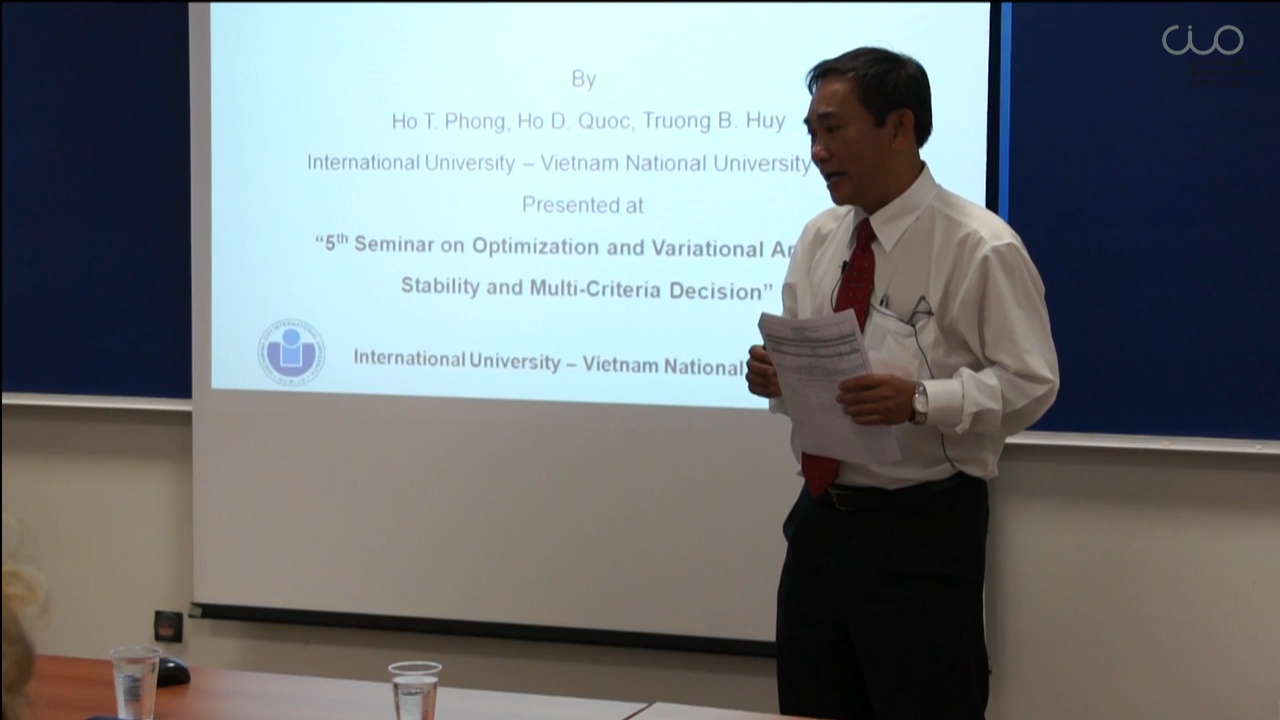 By
Ho T. Phong, Ho D. Quoc, Truong B. Huy
International University – Vietnam National University
Presented at
“5th Seminar on Optimization and Variational
Stability and Multi-Criteria Decision”
International University – Vietnam National
CIO